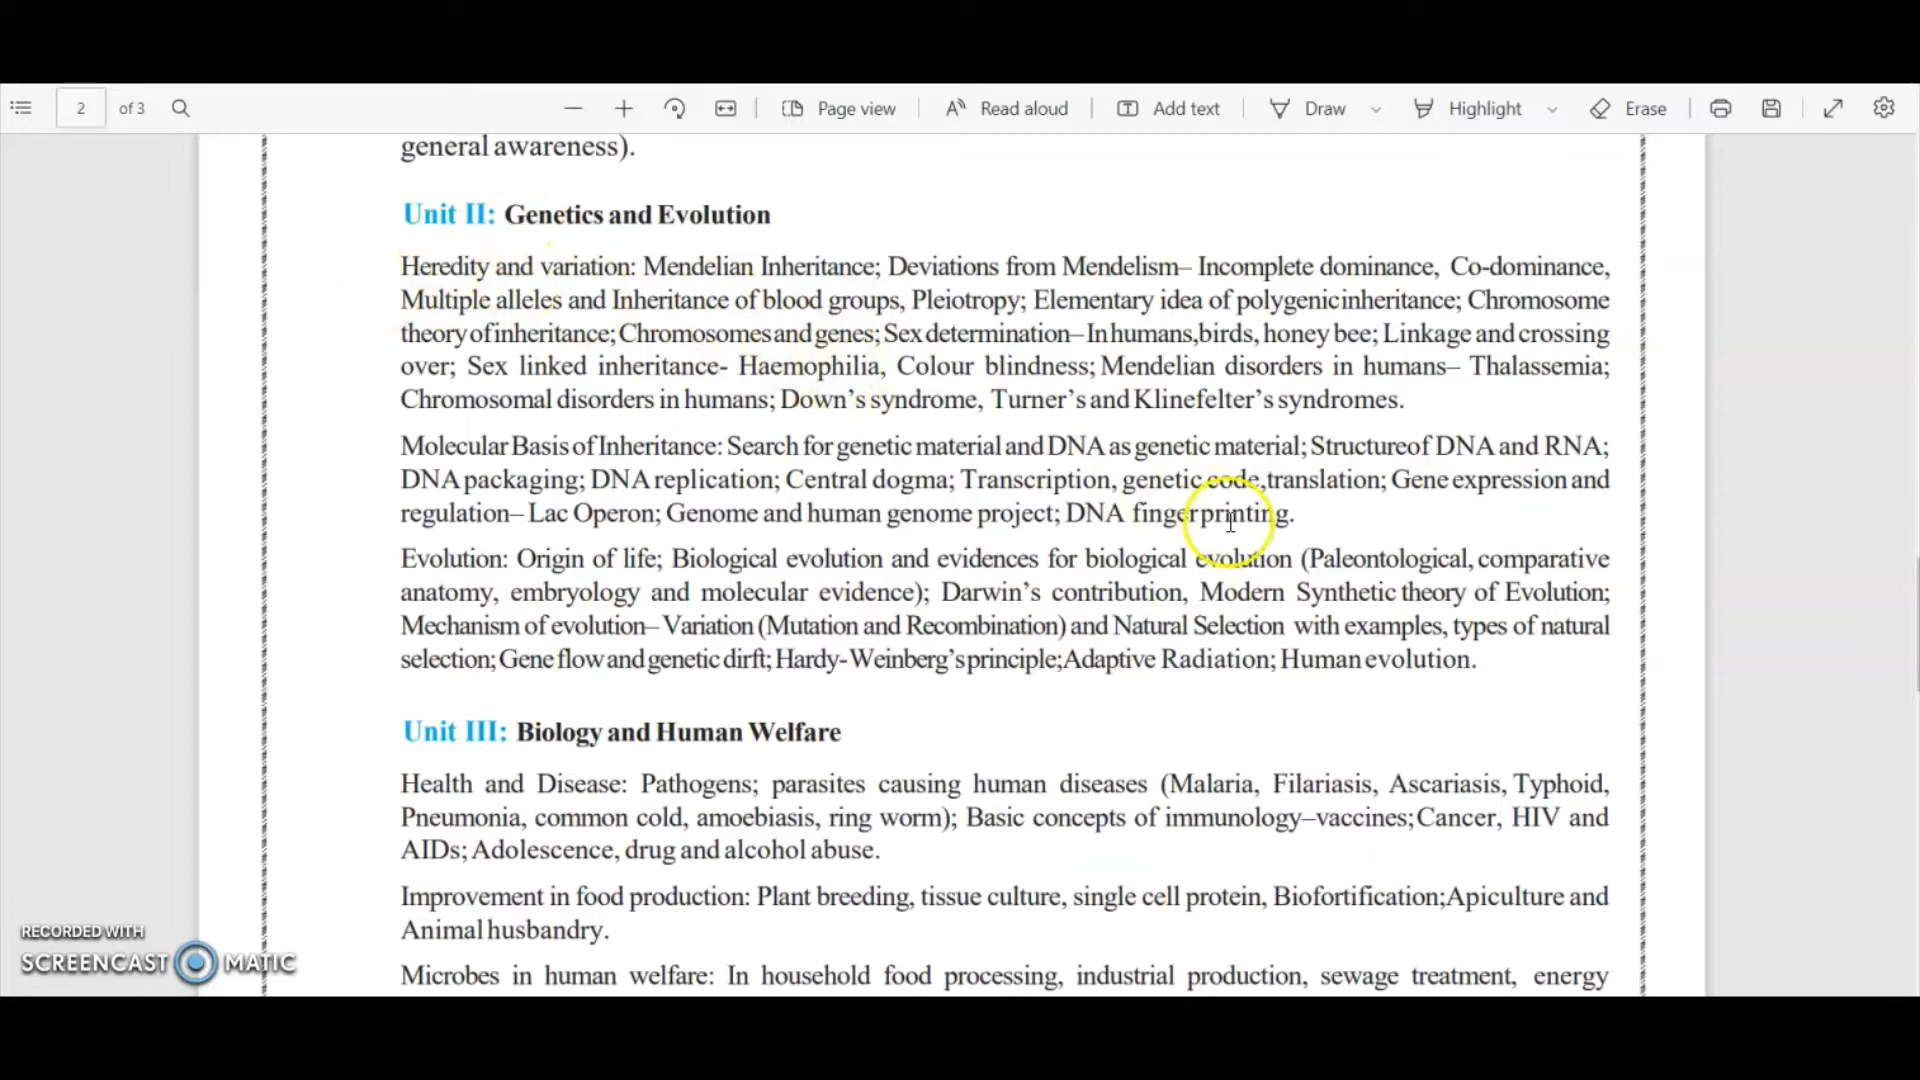 2 of 3 Page view Read aloud Add text Draw Highlight Erase
general awareness).
Unit II: Genetics and Evolution
Heredity and variation: Mendelian Inheritance; Deviations from Mendelism– Incomplete dominance, Co-dominance,
Multiple alleles and Inheritance of blood groups, Pleiotropy; Elementary idea of polygenic inheritance; Chromosome
theory of inheritance; Chromosomes and genes; Sex determination– In humans, birds, honey bee; Linkage and crossing
over; Sex linked inheritance- Haemophilia, Colour blindness; Mendelian disorders in humans– Thalassemia;
Chromosomal disorders in humans; Down's syndrome, Turner's and Klinefelter's syndromes.
Molecular Basis of Inheritance: Search for genetic material and DNA as genetic material; Structureof DNA and RNA;
DNA packaging; DNA replication; Central dogma; Transcription, genetic code, translation; Gene expression and
regulation– Lac Operon; Genome and human genome project; DNA fingerprinting.
Evolution: Origin of life; Biological evolution and evidences for biological evolution (Paleontological, comparative
anatomy, embryology and molecular evidence); Darwin's contribution, Modern Synthetic theory of Evolution;
Mechanism of evolution– Variation (Mutation and Recombination) and Natural Selection with examples, types of natural
selection; Gene flow and genetic dirft; Hardy-Weinberg's principle; Adaptive Radiation; Human evolution.
Unit III: Biology and Human Welfare
Health and Disease: Pathogens; parasites causing human diseases (Malaria, Filariasis, Ascariasis, Typhoid,
Pneumonia, common cold, amoebiasis, ring worm); Basic concepts of immunology–vaccines; Cancer, HIV and
AIDs; Adolescence, drug and alcohol abuse.
Improvement in food production: Plant breeding, tissue culture, single cell protein, Biofortification; Apiculture and
Animal husbandry.
Microbes in human welfare: In household food processing, industrial production, sewage treatment, energy
RECORDED WITH
SCREENCAST MATIC